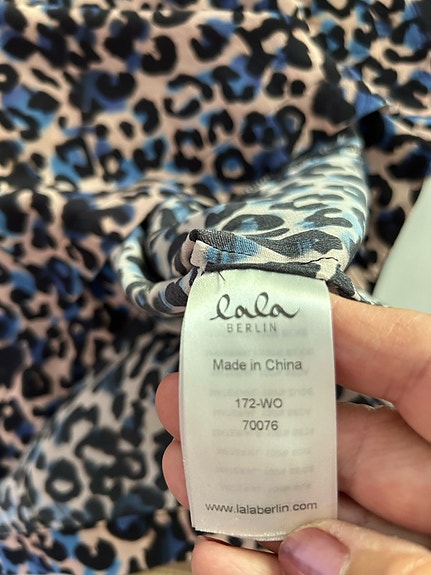 lala
BERLIN
Made in China
172-WO
70076
www.lalaberlin.com